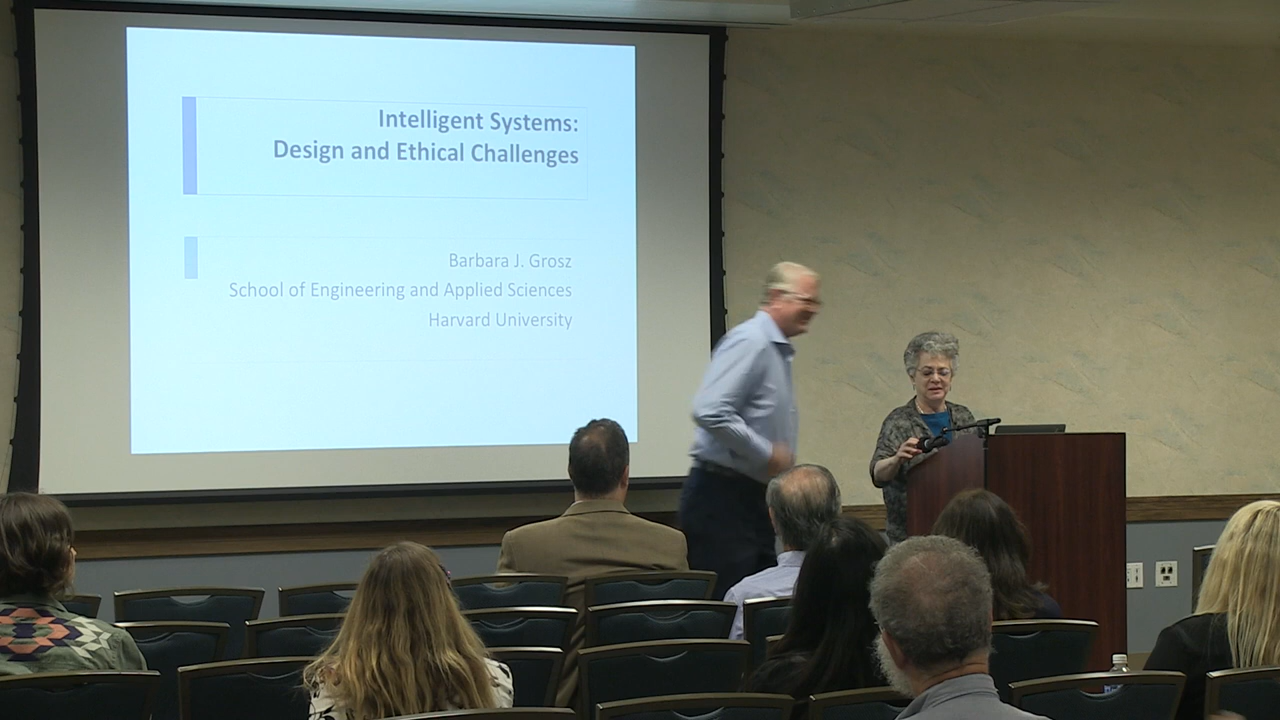 Intelligent Systems:
Design and Ethical Challenges
Barbara J. Grosz
School of Engineering and Applied Sciences
Harvard University